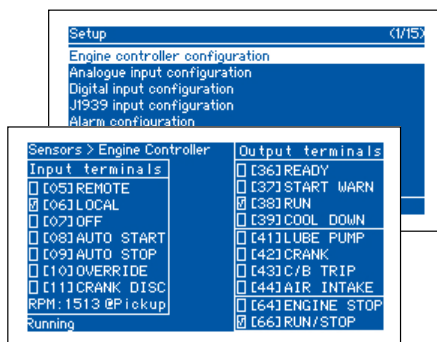 Setup (1/15)
Engine controller configuration
Analogue input configuration
Digital input configuration
J1939 input configuration
Alarm configuration
Sensors > Engine Controller
Input terminals
[05]REMOTE
[06]LOCAL
[07]OFF
[08]AUTO START
[09]AUTO STOP
[10]OVERRIDE
[11]CRANK DISC
RPM:1513 @Pickup
Running
Output terminals
[36]READY
[37]START WARN
[38]RUN
[39]COOL DOWN
[41]LUBE PUMP
[42]CRANK
[43]C/B TRIP
[44]AIR INTAKE
[64]ENGINE STOP
[66]RUN/STOP